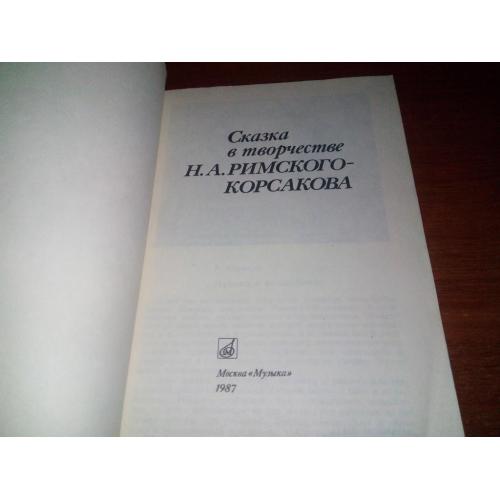 Сказка
в творчестве
Н. А. РИМСКОГО-
КОРСАКОВА
Москва «Музыка»
1987